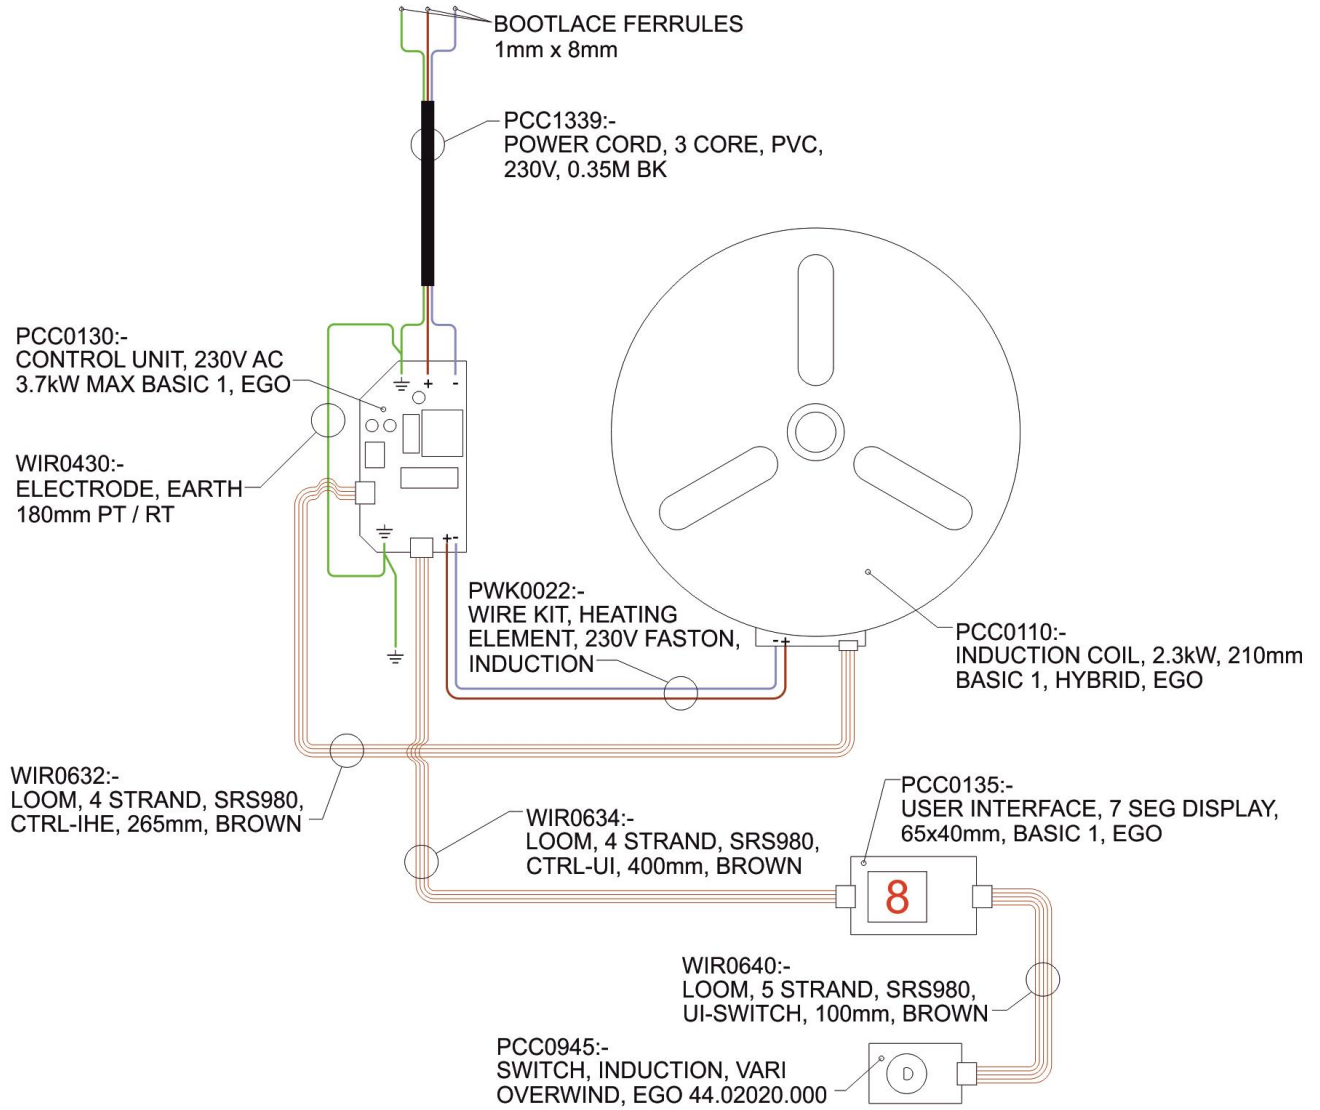 BOOTLACE FERRULES
1mm x 8mm
PCC1339:-
POWER CORD, 3 CORE, PVC,
230V, 0.35M BK
PCC0130:-
CONTROL UNIT, 230V AC
3.7kW MAX BASIC 1, EGO
+ -
WIR0430:-
ELECTRODE, EARTH
180mm PT / RT
+-
PWK0022:-
WIRE KIT, HEATING
ELEMENT, 230V FASTON,
INDUCTION
-+
PCC0110:-
INDUCTION COIL, 2.3kW, 210mm
BASIC 1, HYBRID, EGO
WIR0632:-
LOOM, 4 STRAND, SRS980,
CTRL-IHE, 265mm, BROWN
WIR0634:-
LOOM, 4 STRAND, SRS980,
CTRL-UI, 400mm, BROWN
PCC0135:-
USER INTERFACE, 7 SEG DISPLAY,
65x40mm, BASIC 1, EGO
8
WIR0640:-
LOOM, 5 STRAND, SRS980,
UI-SWITCH, 100mm, BROWN
PCC0945:-
SWITCH, INDUCTION, VARI
OVERWIND, EGO 44.02020.000
D